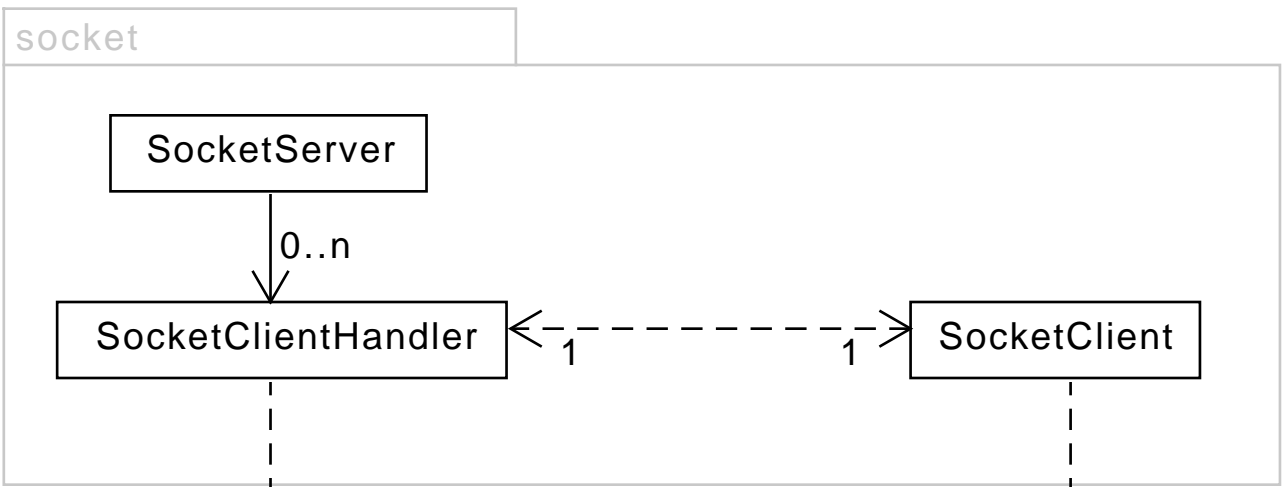 socket
SocketServer
0..n
SocketClientHandler
1
1
SocketClient